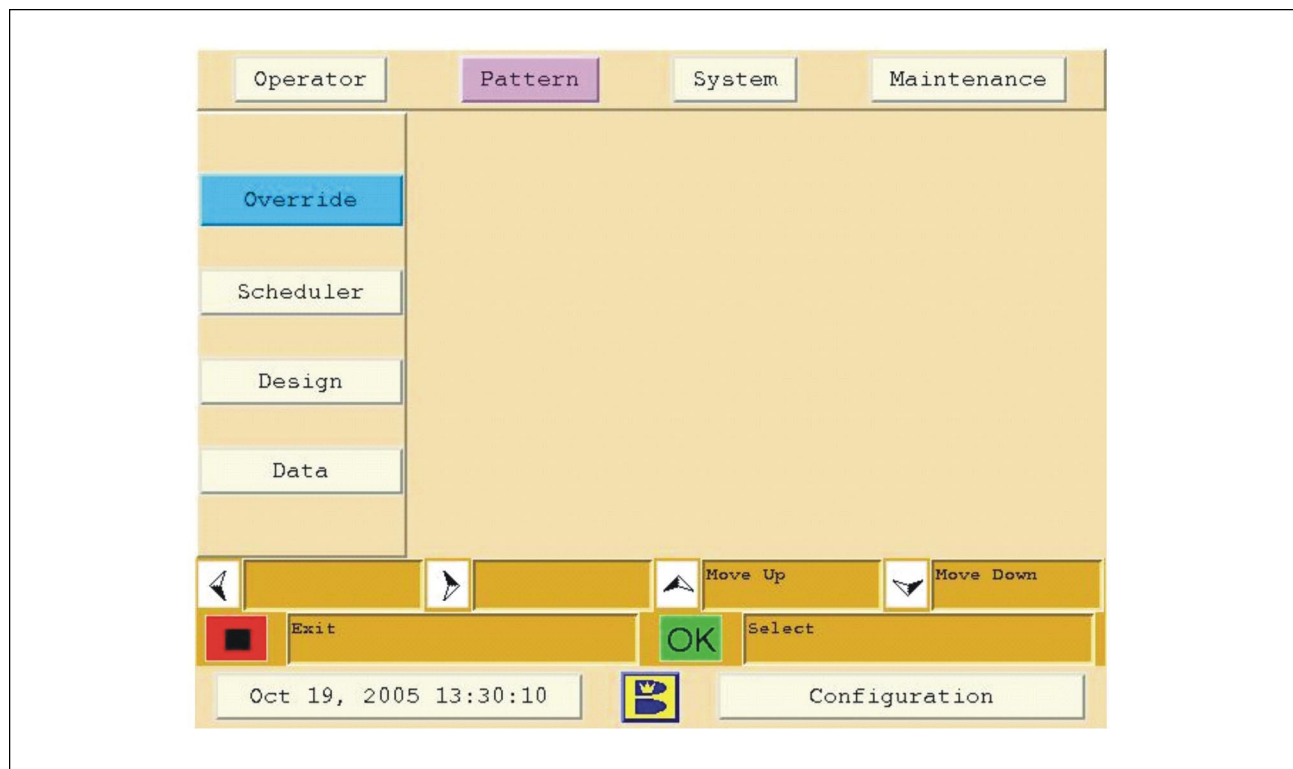 Operator Pattern System Maintenance
Override
Scheduler
Design
Data
Move Up Move Down
Exit OK Select
Oct 19, 2005 13:30:10 Configuration